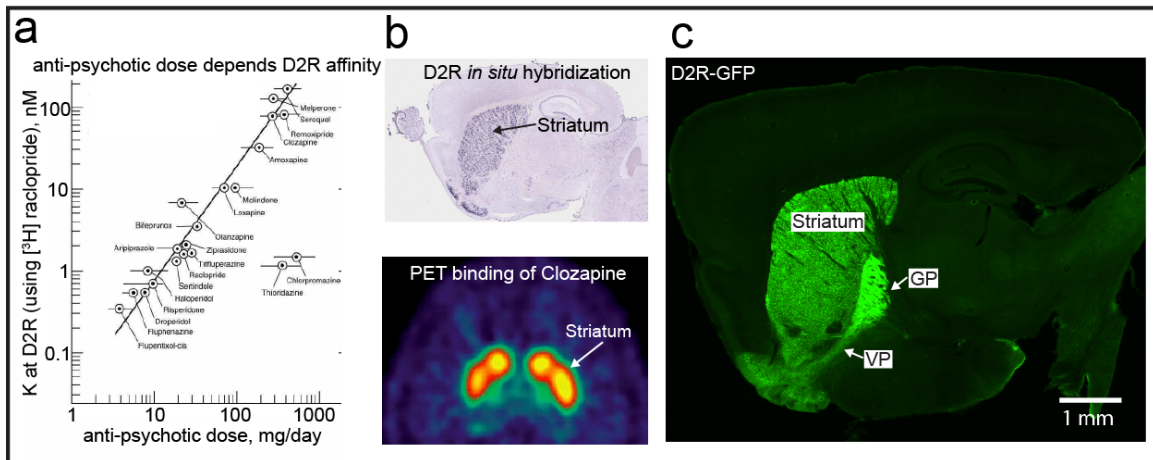 a
anti-psychotic dose depends D2R affinity
K at D2R (using [³H] raclopride), nM
100
10
1
0.1
Melperone
Seroquel
Remoxipride
Clozapine
Amoxapine
Molindone
Loxapine
Olanzapine
Bifeprunox
Aripiprazole
Ziprasidone
Trifluperazine
Raclopride
Sertindole
Chlorpromazine
Thioridazine
Haloperidol
Risperidone
Droperidol
Fluphenazine
Flupentixol-cis
1
10
100
1000
anti-psychotic dose, mg/day
b
D2R in situ hybridization
Striatum
PET binding of Clozapine
Striatum
c
D2R-GFP
Striatum
GP
VP
1 mm